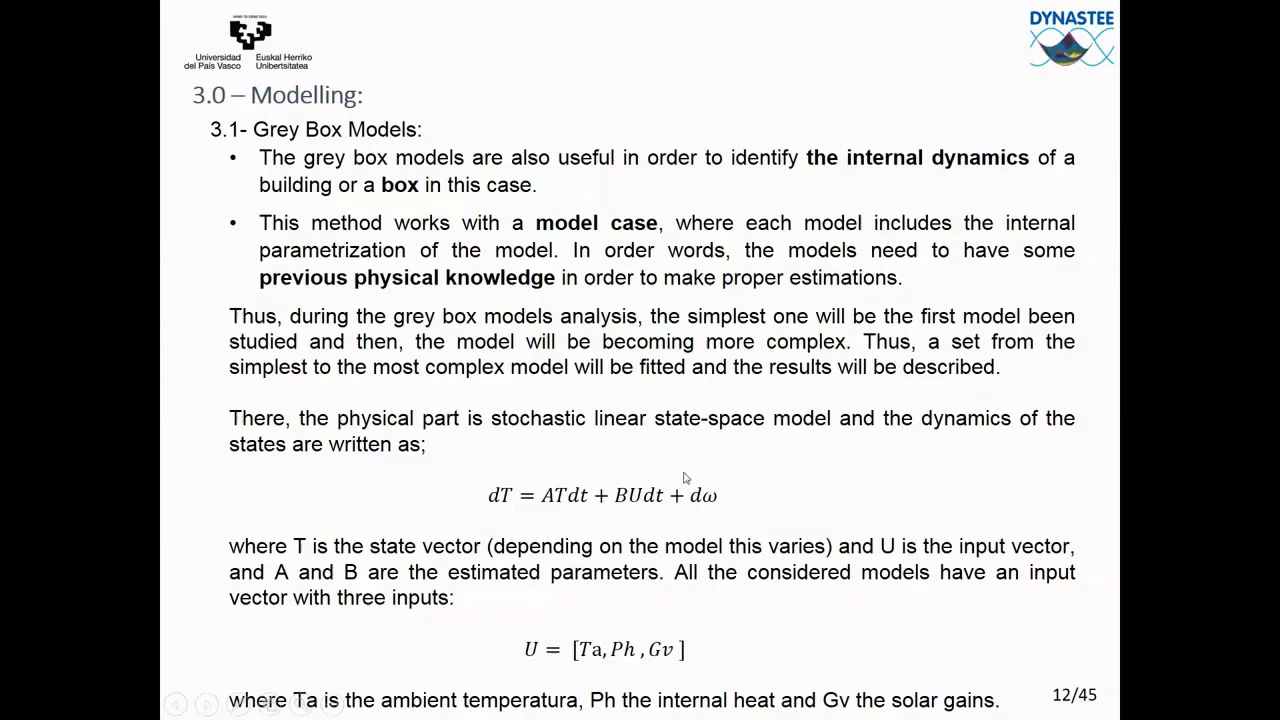 Universidad del País Vasco
Euskal Herriko Unibertsitatea
DYNASTEE
3.0 – Modelling:
3.1- Grey Box Models:
• The grey box models are also useful in order to identify the internal dynamics of a
building or a box in this case.
• This method works with a model case, where each model includes the internal
parametrization of the model. In order words, the models need to have some
previous physical knowledge in order to make proper estimations.
Thus, during the grey box models analysis, the simplest one will be the first model been
studied and then, the model will be becoming more complex. Thus, a set from the
simplest to the most complex model will be fitted and the results will be described.
There, the physical part is stochastic linear state-space model and the dynamics of the
states are written as;
dT = ATdt + BUdt + dω
where T is the state vector (depending on the model this varies) and U is the input vector,
and A and B are the estimated parameters. All the considered models have an input
vector with three inputs:
U = [Ta, Ph , Gv ]
where Ta is the ambient temperatura, Ph the internal heat and Gv the solar gains.
12/45